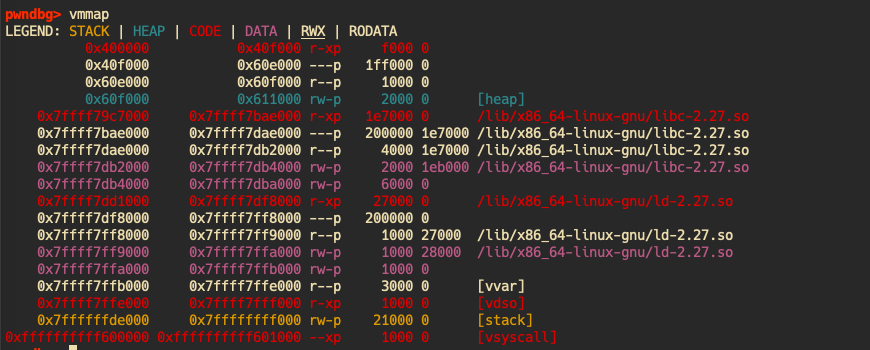 pwndbg> vmmap
LEGEND: STACK | HEAP | CODE | DATA | RWX | RODATA
0x400000 0x40f000 r-xp f000 0
0x40f000 0x60e000 ---p 1ff000 0
0x60e000 0x60f000 r--p 1000 0
0x60f000 0x611000 rw-p 2000 0 [heap]
0x7ffff79c7000 0x7ffff7bae000 r-xp 1e7000 0 /lib/x86_64-linux-gnu/libc-2.27.so
0x7ffff7bae000 0x7ffff7dae000 ---p 200000 1e7000 /lib/x86_64-linux-gnu/libc-2.27.so
0x7ffff7dae000 0x7ffff7db2000 r--p 4000 1e7000 /lib/x86_64-linux-gnu/libc-2.27.so
0x7ffff7db2000 0x7ffff7db4000 rw-p 2000 1eb000 /lib/x86_64-linux-gnu/libc-2.27.so
0x7ffff7db4000 0x7ffff7dba000 rw-p 6000 0
0x7ffff7dd1000 0x7ffff7df8000 r-xp 27000 0 /lib/x86_64-linux-gnu/ld-2.27.so
0x7ffff7df8000 0x7ffff7ff8000 ---p 200000 0
0x7ffff7ff8000 0x7ffff7ff9000 r--p 1000 27000 /lib/x86_64-linux-gnu/ld-2.27.so
0x7ffff7ff9000 0x7ffff7ffa000 rw-p 1000 28000 /lib/x86_64-linux-gnu/ld-2.27.so
0x7ffff7ffa000 0x7ffff7ffb000 rw-p 1000 0
0x7ffff7ffb000 0x7ffff7ffe000 r--p 3000 0 [vvar]
0x7ffff7ffe000 0x7ffff7fff000 r-xp 1000 0 [vdso]
0x7ffffffde000 0x7ffffffff000 rw-p 21000 0 [stack]
0xffffffffff600000 0xffffffffff601000 --xp 1000 0 [vsyscall]